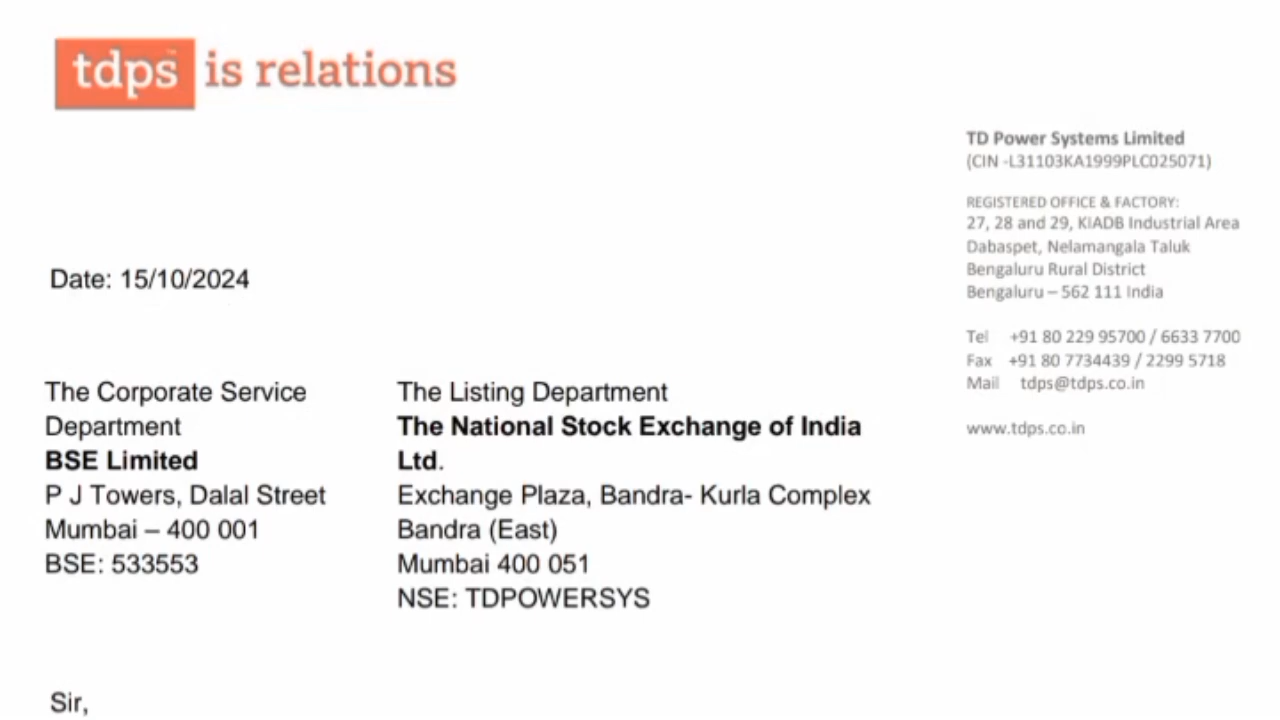 tdps is relations
TD Power Systems Limited
(CIN -L31103KA1999PLC025071)
REGISTERED OFFICE & FACTORY:
27, 28 and 29, KIADB Industrial Area
Dabaspet, Nelamangala Taluk
Bengaluru Rural District
Bengaluru – 562 111 India
Tel +91 80 229 95700 / 6633 7700
Fax +91 80 7734439 / 2299 5718
Mail tdps@tdps.co.in
www.tdps.co.in
Date: 15/10/2024
The Corporate Service
Department
BSE Limited
P J Towers, Dalal Street
Mumbai – 400 001
BSE: 533553
The Listing Department
The National Stock Exchange of India
Ltd.
Exchange Plaza, Bandra- Kurla Complex
Bandra (East)
Mumbai 400 051
NSE: TDPOWERSYS
Sir,